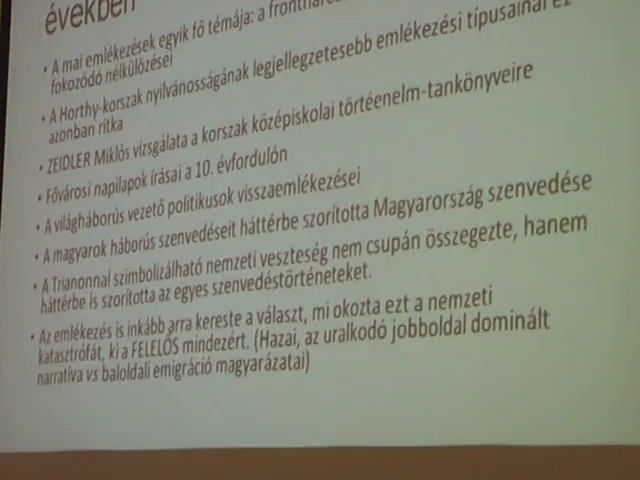 években
• A mai emlékezések egyik fő témája: a
fokozódó nélkülözései
• A Horthy-korszak nyilvánosságának legjellegzetesebb emlékezési típusainál ez
azonban ritka
• ZEIDLER Miklós vizsgálata a korszak középiskolai törtéenelm-tankönyveire
• Fővárosi napilapok írásai a 10. évfordulón
• A világháborús vezető politikusok visszaemlékezései
• A magyarok háborús szenvedéseit háttérbe szorította Magyarország szenvedése
• A Trianonnal szimbolizálható nemzeti veszteség nem csupán összegezte, hanem
háttérbe is szorította az egyes szenvedéstörténeteket.
• Az emlékezés is inkább arra kereste a választ, mi okozta ezt a nemzeti
katasztrófát, ki a FELELŐS mindezért. (Hazai, az uralkodó jobboldal dominált
narratíva vs baloldali emigráció magyarázatai)